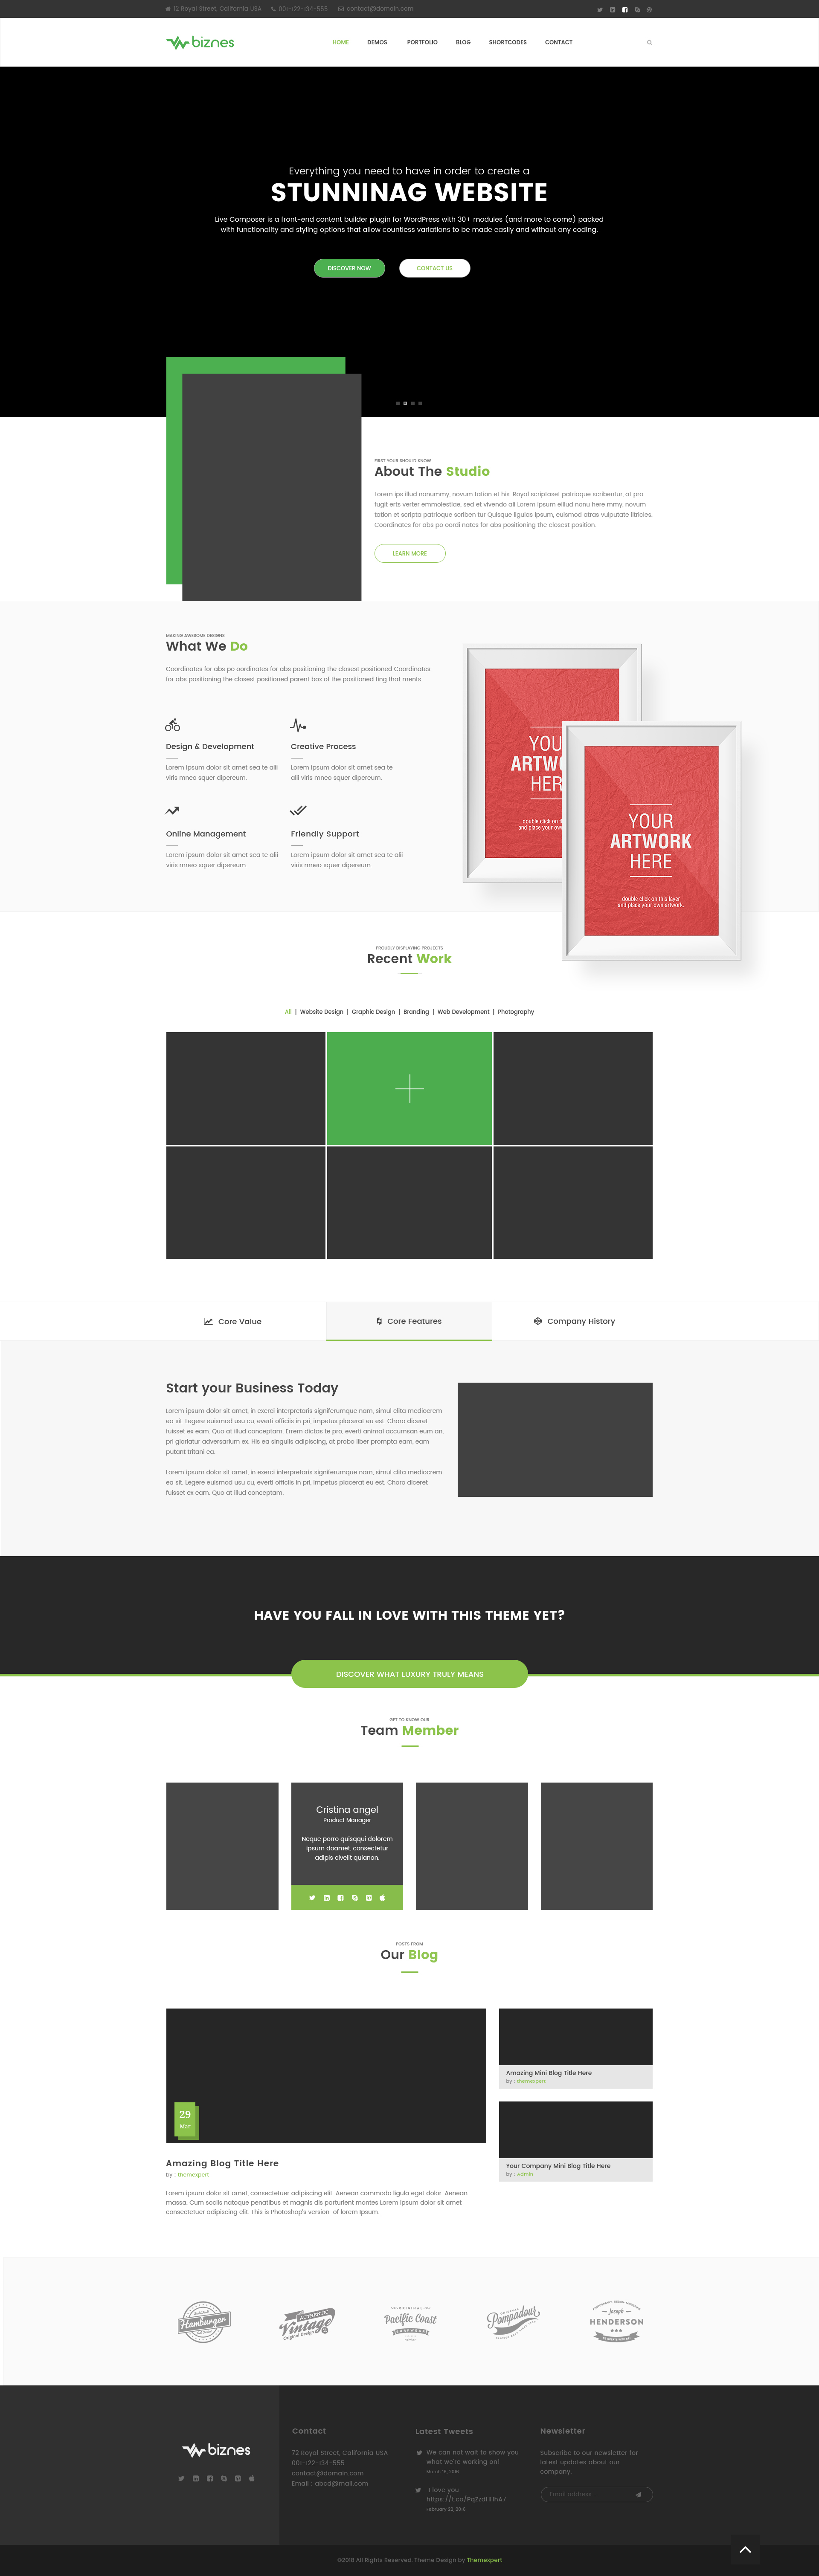 12 Royal Street, California USA 001-122-134-555 contact@domain.com
biznes HOME DEMOS PORTFOLIO BLOG SHORTCODES CONTACT
Everything you need to have in order to create a
STUNNINAG WEBSITE
Live Composer is a front-end content builder plugin for WordPress with 30+ modules (and more to come) packed
with functionality and styling options that allow countless variations to be made easily and without any coding.
DISCOVER NOW CONTACT US
FIRST YOUR SHOULD KNOW
About The Studio
Lorem ips illud nonummy, novum tation et his. Royal scriptaset patrioque scribentur, at pro
fugit erts verter emmolestiae, sed et vivendo ali Lorem ipsum eillud nonu here mmy, novum
tation et scripta patrioque scriben tur Quisque ligulas ipsum, euismod atras vulputate iltricies.
Coordinates for abs po oordi nates for abs positioning the closest position.
LEARN MORE
MAKING AWESOME DESIGNS
What We Do
Coordinates for abs po oordinates for abs positioning the closest positioned Coordinates
for abs positioning the closest positioned parent box of the positioned ting that ments.
Design & Development
Lorem ipsum dolor sit amet sea te alii
viris mneo squer dipereum.
Creative Process
Lorem ipsum dolor sit amet sea te
alii viris mneo squer dipereum.
Online Management
Lorem ipsum dolor sit amet sea te alii
viris mneo squer dipereum.
Friendly Support
Lorem ipsum dolor sit amet sea te alii
viris mneo squer dipereum.
YOU
ARTW
HER
double click on t
and place your ow
YOUR
ARTWORK
HERE
double click on this layer
and place your own artwork.
PROUDLY DISPLAYING PROJECTS
Recent Work
All | Website Design | Graphic Design | Branding | Web Development | Photography
Core Value Core Features Company History
Start your Business Today
Lorem ipsum dolor sit amet, in exerci interpretaris signiferumque nam, simul clita mediocrem
ea sit. Legere euismod usu cu, everti officiis in pri, impetus placerat eu est. Choro diceret
fuisset ex eam. Quo at illud conceptam. Errem dictas te pro, everti animal accumsan eum an,
pri gloriatur adversarium ex. His ea singulis adipiscing, at probo liber prompta eam, eam
putant tritani ea.
Lorem ipsum dolor sit amet, in exerci interpretaris signiferumque nam, simul clita mediocrem
ea sit. Legere euismod usu cu, everti officiis in pri, impetus placerat eu est. Choro diceret
fuisset ex eam. Quo at illud conceptam.
HAVE YOU FALL IN LOVE WITH THIS THEME YET?
DISCOVER WHAT LUXURY TRULY MEANS
GET TO KNOW OUR
Team Member
Cristina angel
Product Manager
Neque porro quisqqui dolorem
ipsum doamet, consectetur
adipis civelit quianon.
POSTS FROM
Our Blog
29
Mar
Amazing Blog Title Here
by : themexpert
Lorem ipsum dolor sit amet, consectetuer adipiscing elit. Aenean commodo ligula eget dolor. Aenean
massa. Cum sociis natoque penatibus et magnis dis parturient montes Lorem ipsum dolor sit amet
consectetuer adipiscing elit. This is Photoshop's version of lorem Ipsum.
Amazing Mini Blog Title Here
by : themexpert
Your Company Mini Blog Title Here
by : Admin
Hamburger
AUTHENTIC
Vintage
Original Design
ORIGINAL
Pacific Coast
Pompadour
Joseph
HENDERSON
biznes
Contact
72 Royal Street, California USA
001-122-134-555
contact@domain.com
Email : abcd@mail.com
Latest Tweets
We can not wait to show you
what we're working on!
March 16, 2016
I love you.
https://t.co/PqZzdHHhA7
February 23, 2016
Newsletter
Subscribe to our newsletter for
latest updates about our
company.
Email address...
©2016 All Rights Reserved. Theme Design by Themexpert